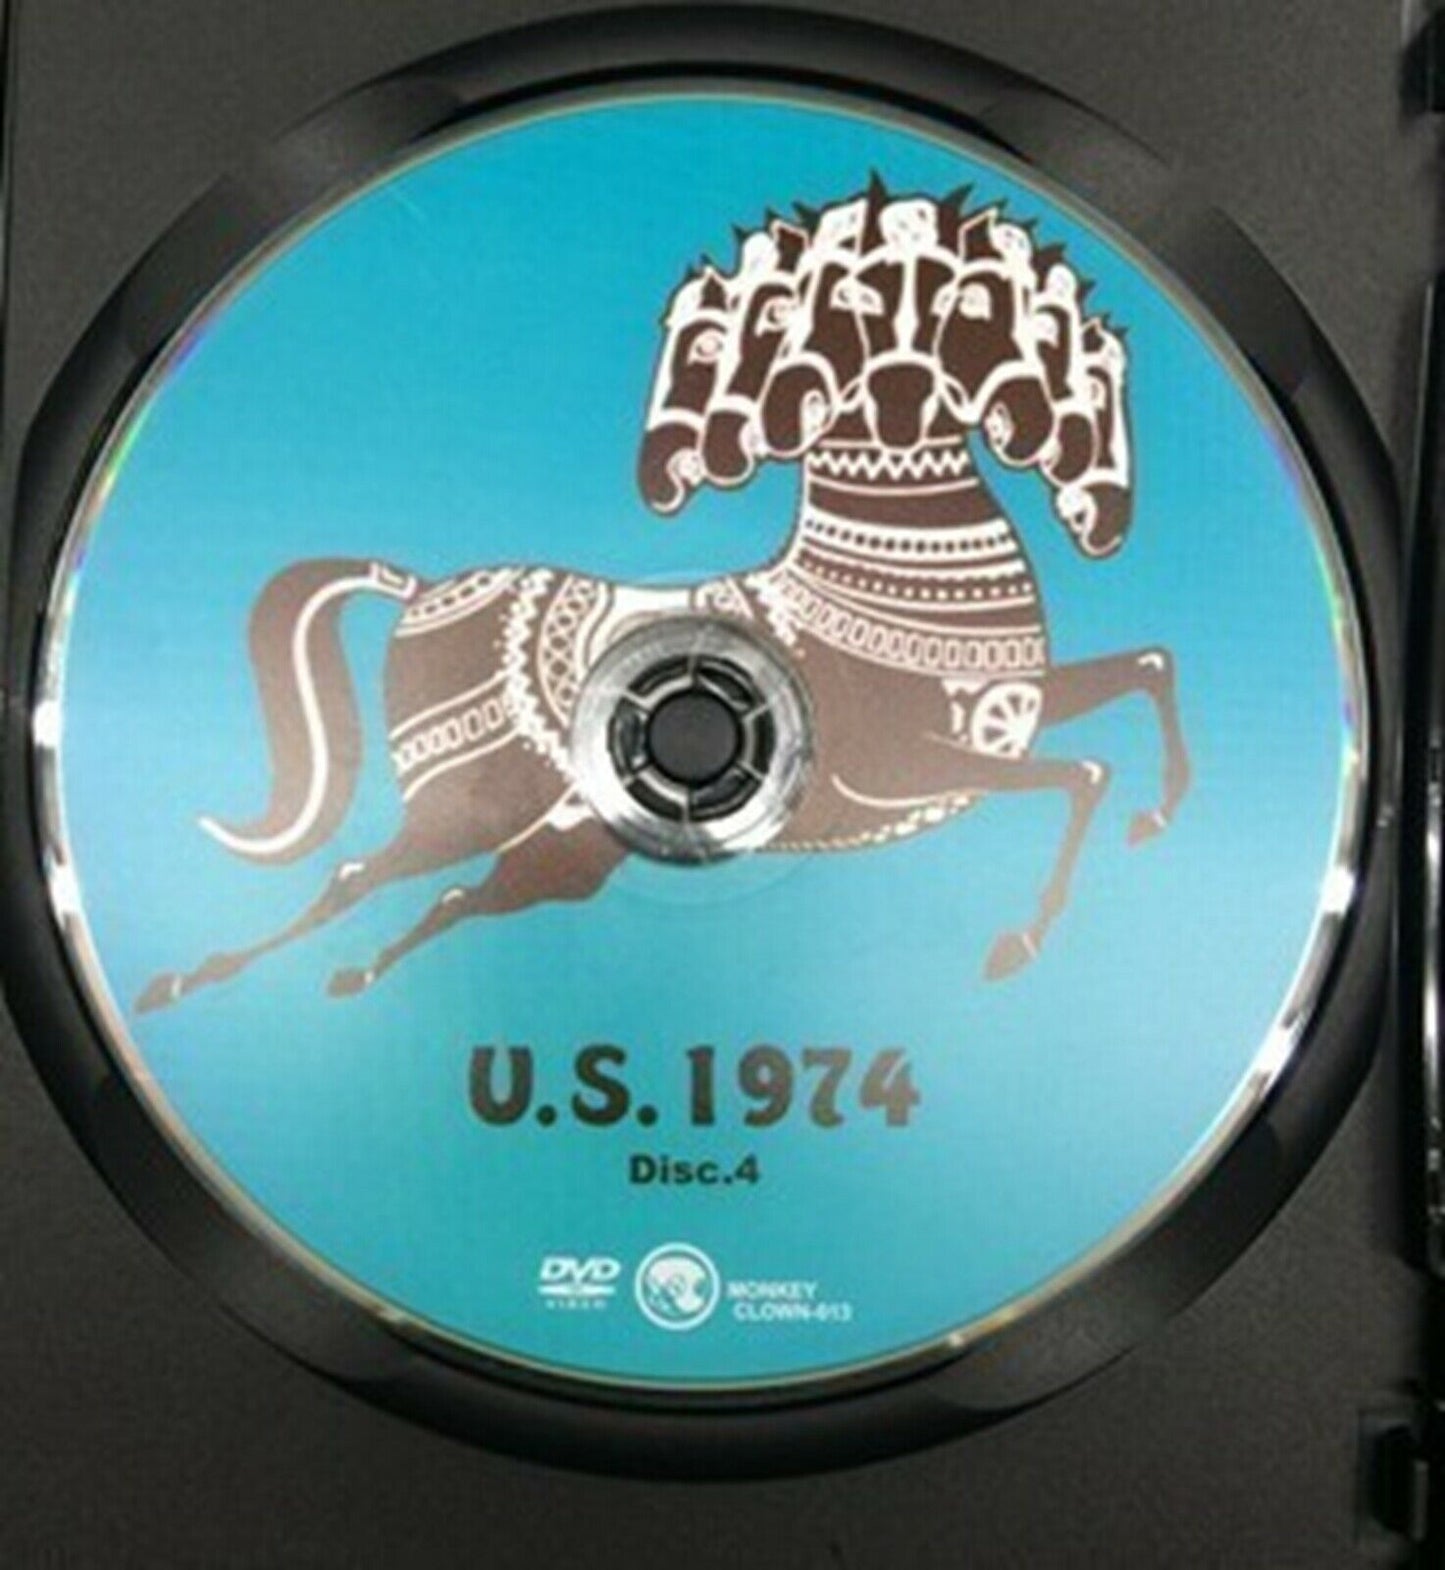 U.S. 1974
Disc.4
DVD
VIDEO
MONKEY
CLOWN-013